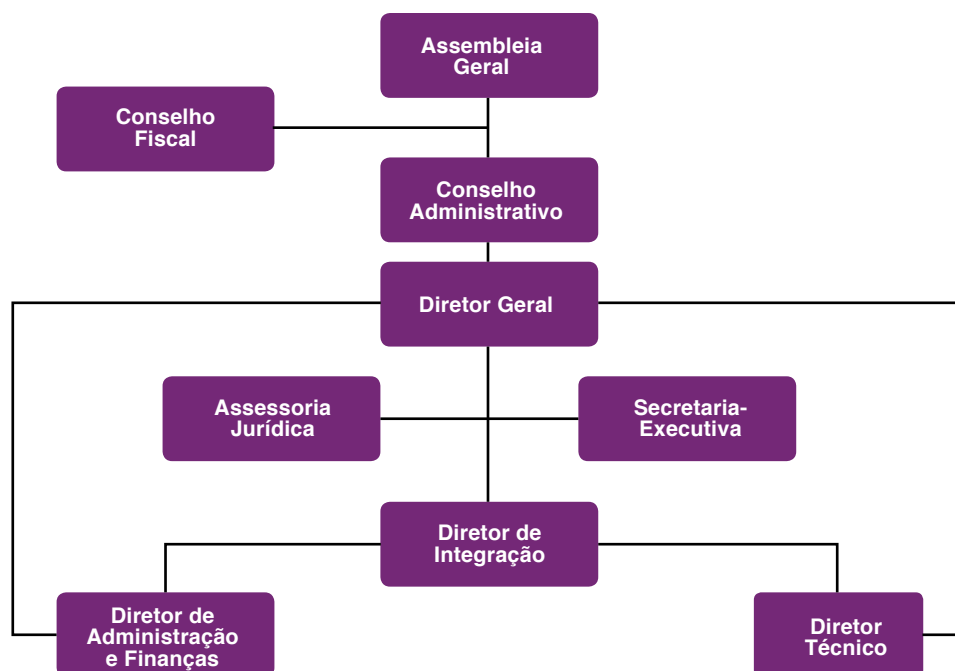 Assembleia
Geral
Conselho
Fiscal
Conselho
Administrativo
Diretor Geral
Assessoria
Jurídica
Secretaria-
Executiva
Diretor de
Integração
Diretor de
Administração
e Finanças
Diretor
Técnico